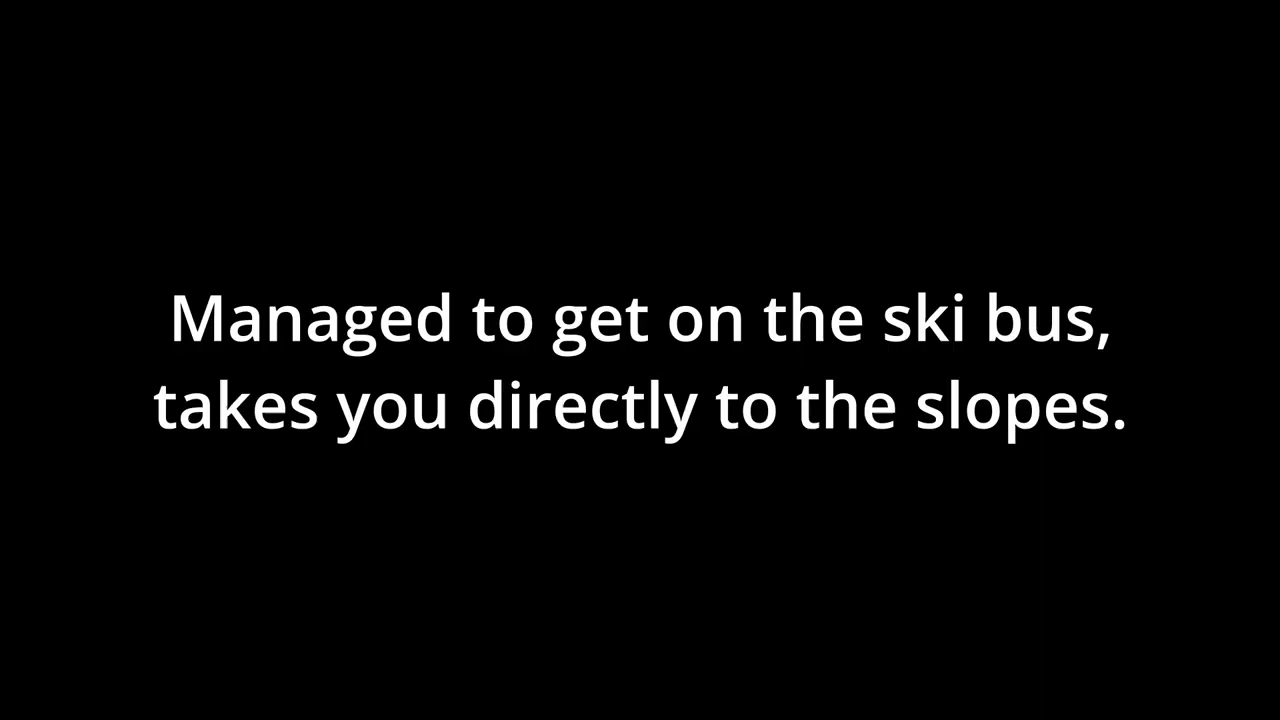 Managed to get on the ski bus,
takes you directly to the slopes.